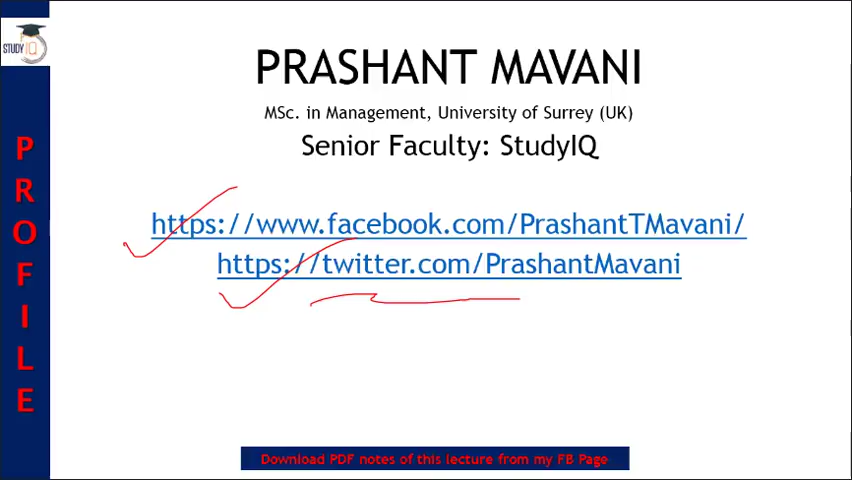 STUDY IQ
PRASHANT MAVANI
MSc. in Management, University of Surrey (UK)
Senior Faculty: StudyIQ
https://www.facebook.com/PrashantTMavani/
https://twitter.com/PrashantMavani
PROFILE
Download PDF notes of this lecture from my FB Page